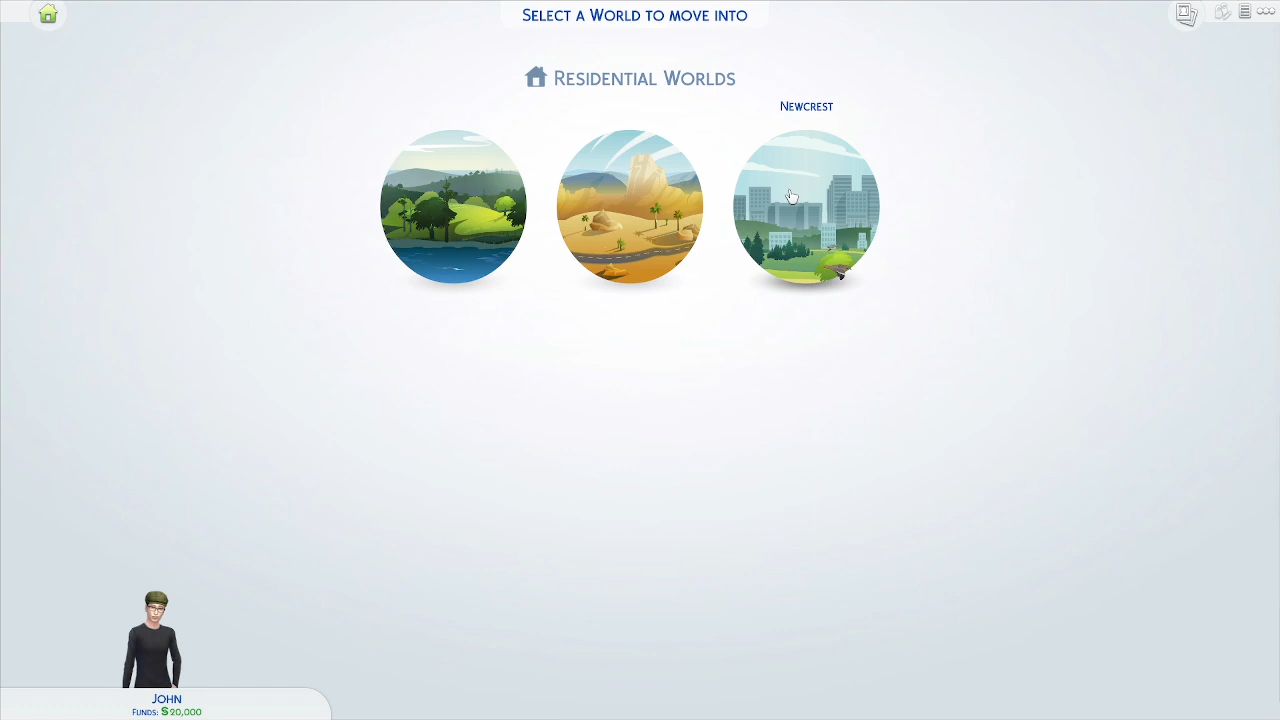 Select a World to move into
Residential Worlds
Newcrest
John
Funds: §20,000